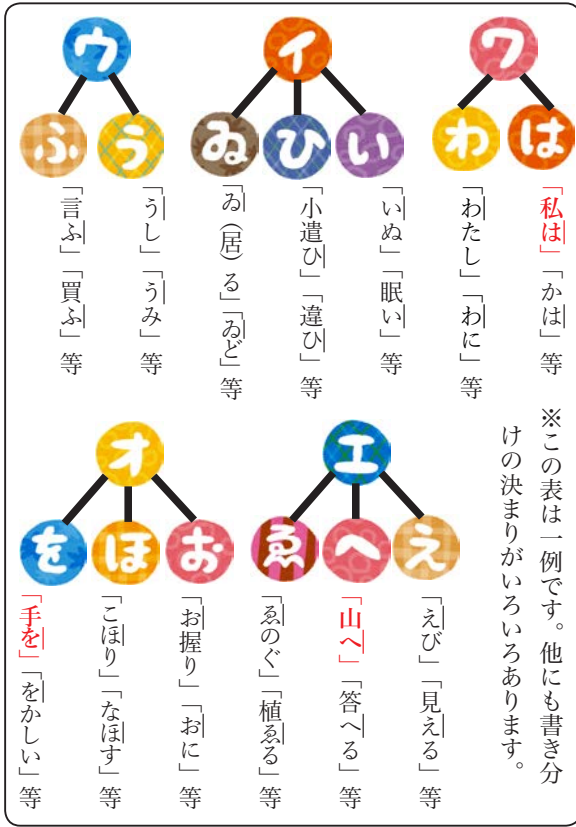 ワ
は
「私は」「かは」等
わ
「わたし」「わに」等
イ
い
「いぬ」「眠い」等
ひ
「小遣ひ」「違ひ」等
ゐ
「ゐ(居)る」「ゐど」等
ウ
う
「うし」「うみ」等
ふ
「言ふ」「買ふ」等
※この表は一例です。他にも書き分
けの決まりがいろいろあります。
エ
え
「えび」「見える」等
へ
「山へ」「答へる」等
ゑ
「ゑのぐ」「植ゑる」等
オ
お
「お握り」「おに」等
ほ
「こほり」「なほす」等
を
「手を」「をかしい」等